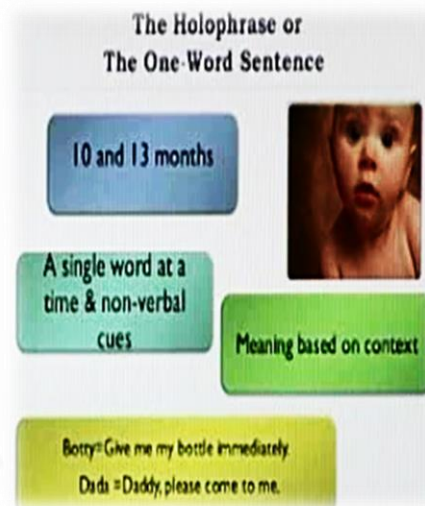 The Holophrase or
The One-Word Sentence
10 and 13 months
A single word at a
time & non-verbal
cues
Meaning based on context
Botty=Give me my bottle immediately.
Dada =Daddy, please come to me.